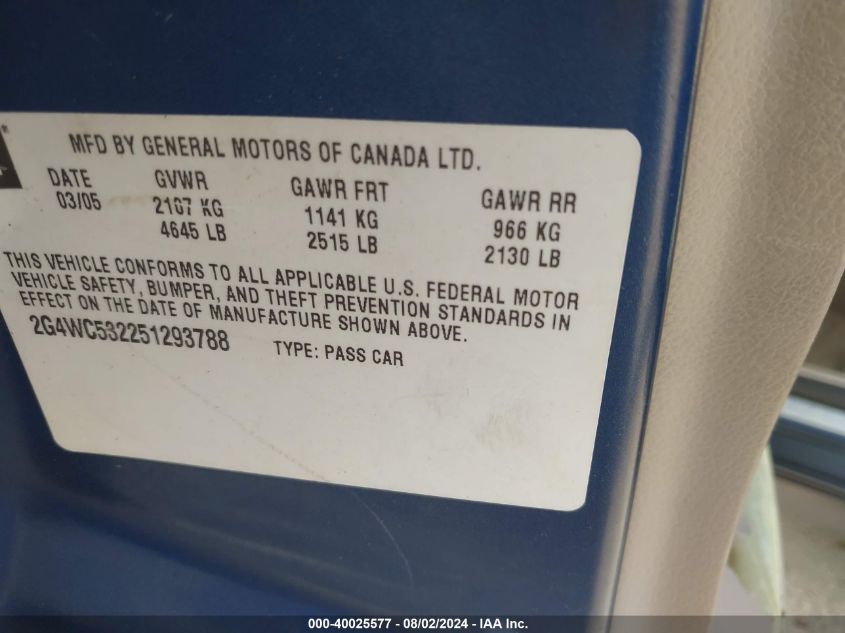 ®
MFD BY GENERAL MOTORS OF CANADA LTD.
DATE GVWR GAWR FRT GAWR RR
03/05 2107 KG 1141 KG 966 KG
4645 LB 2515 LB 2130 LB
THIS VEHICLE CONFORMS TO ALL APPLICABLE U.S. FEDERAL MOTOR
VEHICLE SAFETY, BUMPER, AND THEFT PREVENTION STANDARDS IN
EFFECT ON THE DATE OF MANUFACTURE SHOWN ABOVE.
2G4WC532251293788 TYPE: PASS CAR
000-40025577 - 08/02/2024 - IAA Inc.